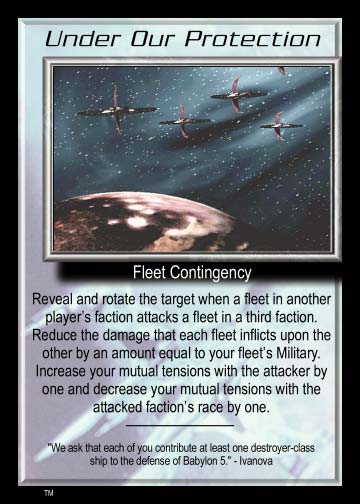 Under Our Protection
Fleet Contingency
Reveal and rotate the target when a fleet in another
player's faction attacks a fleet in a third faction.
Reduce the damage that each fleet inflicts upon the
other by an amount equal to your fleet's Military.
Increase your mutual tensions with the attacker by
one and decrease your mutual tensions with the
attacked faction's race by one.
"We ask that each of you contribute at least one destroyer-class
ship to the defense of Babylon 5." - Ivanova
TM